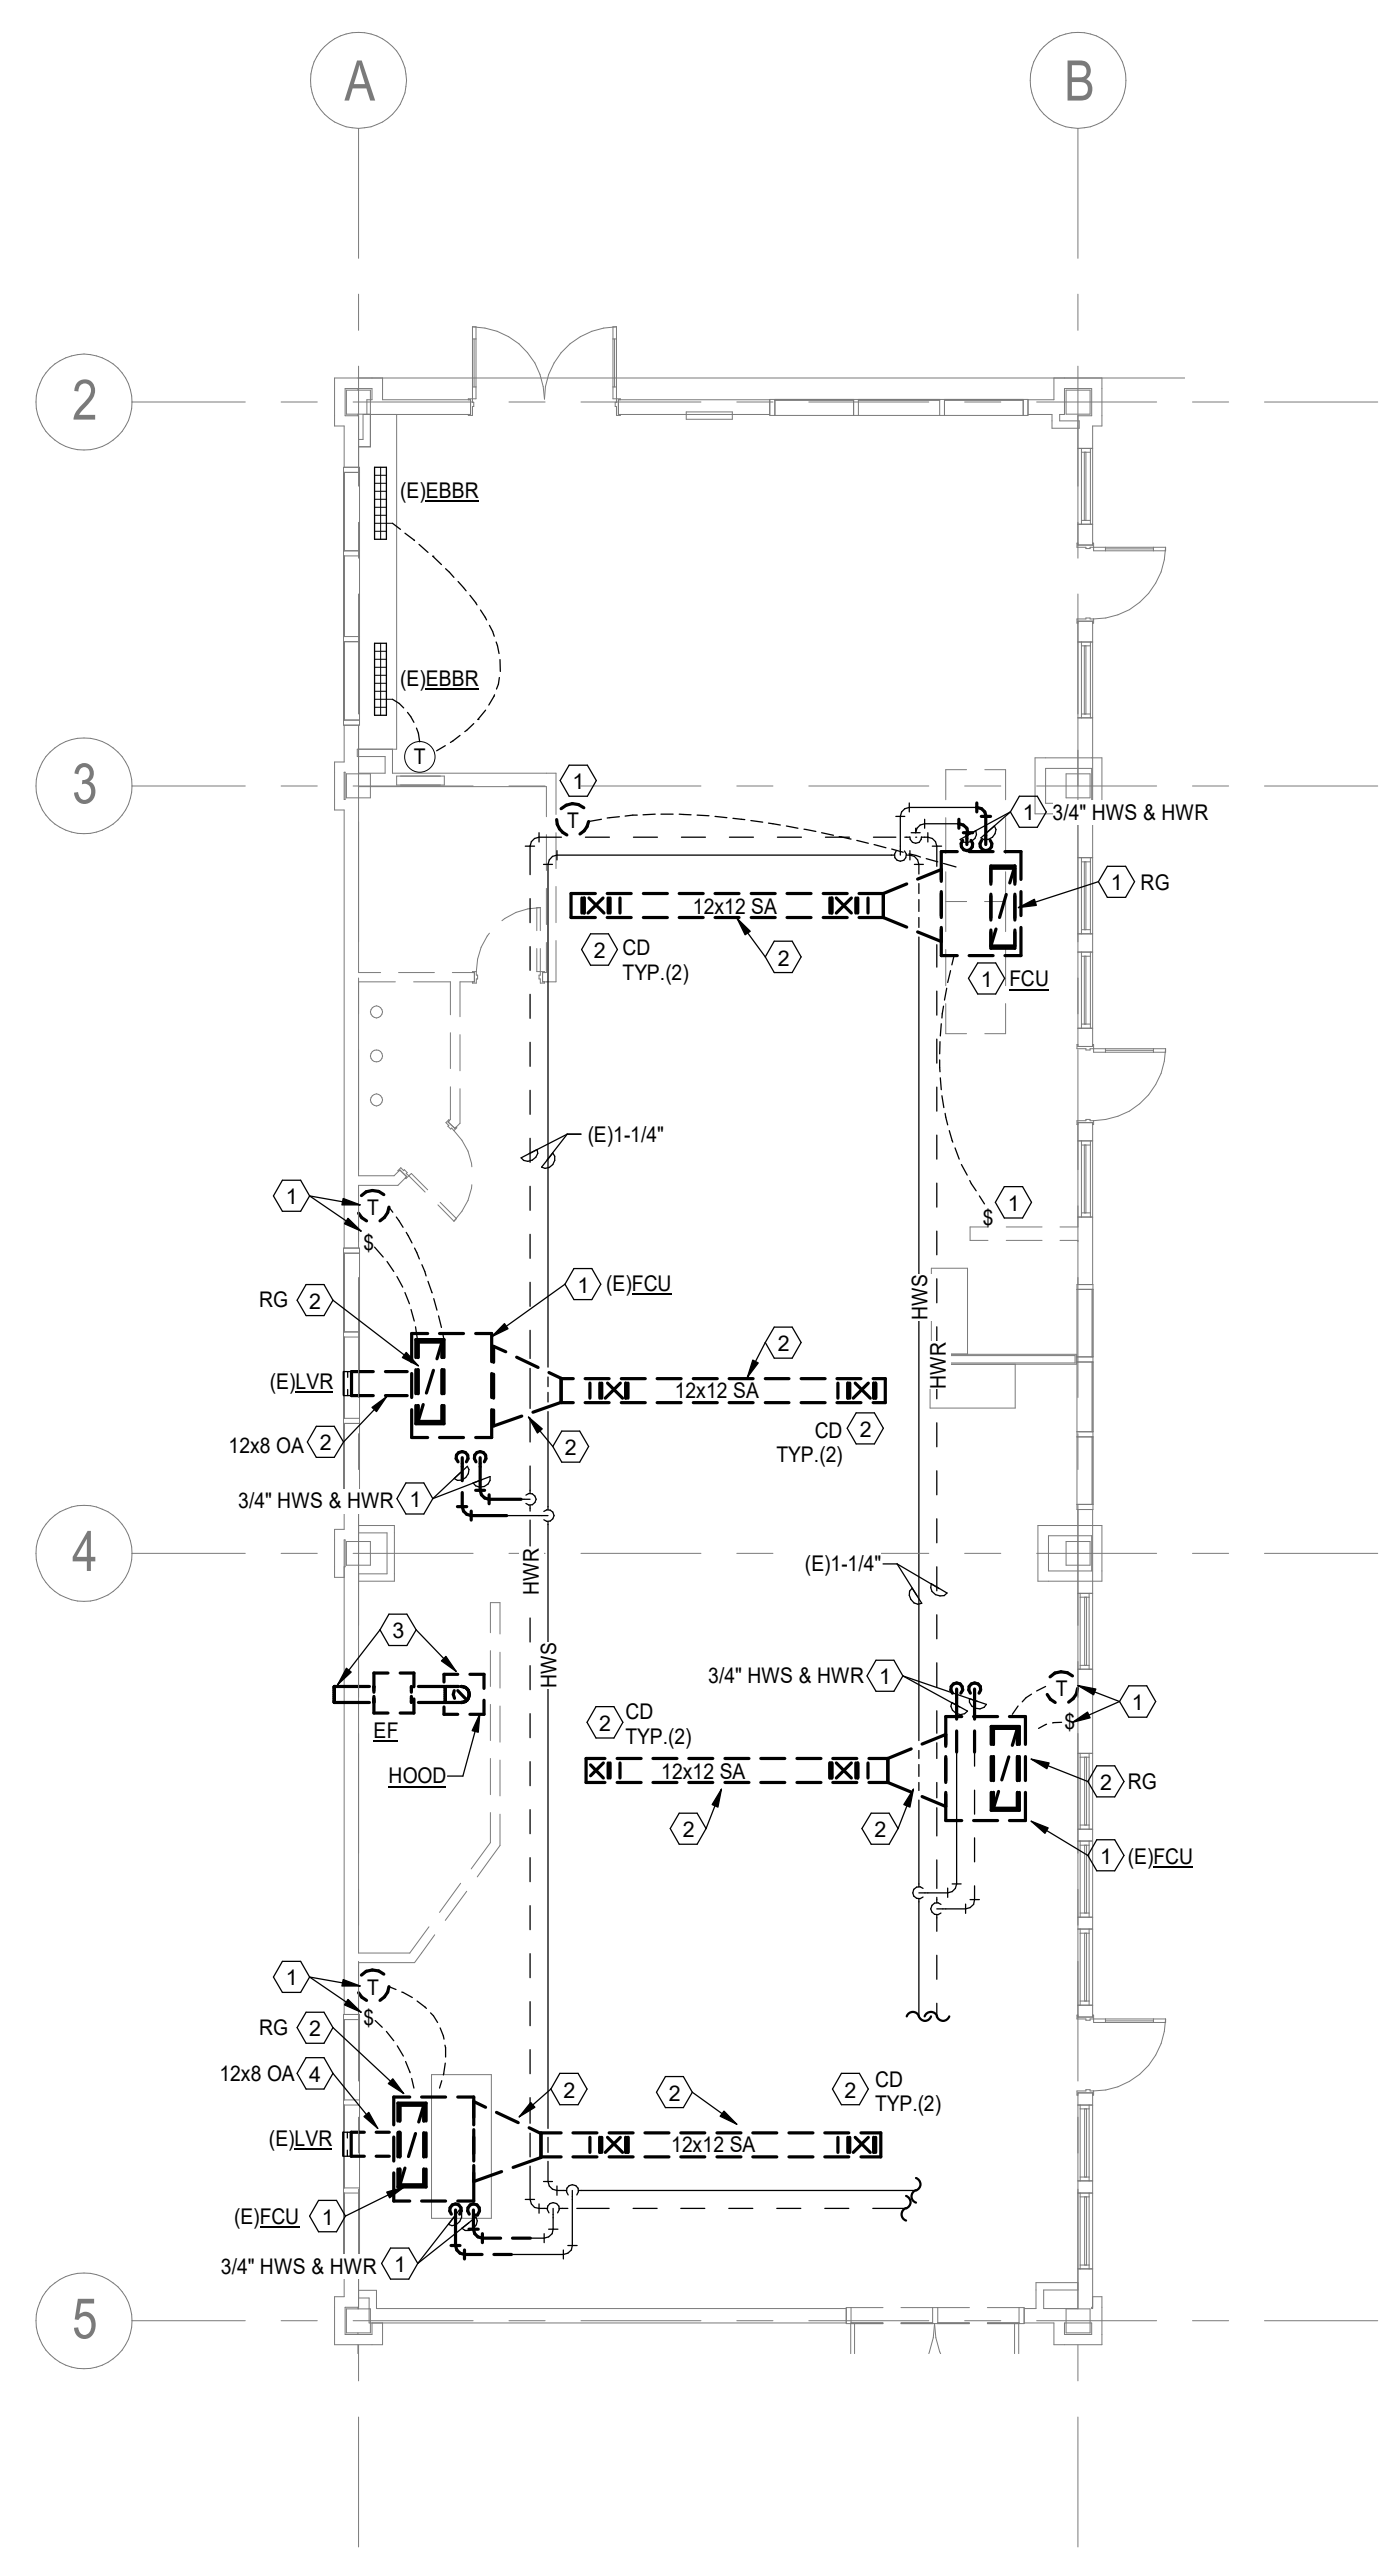 A
B
2
(E)EBBR
(E)EBBR
T
3
1
T
1 3/4" HWS & HWR
1 RG
12x12 SA
2 CD
TYP.(2)
2
1 FCU
(E)1-1/4"
1
T
$
$
1
1 (E)FCU
HWS
RG 2
2
HWR
(E)LVR
12x12 SA
12x8 OA 2
2
CD 2
TYP.(2)
3/4" HWS & HWR 1
4
HWR
(E)1-1/4"
3
HWS
3/4" HWS & HWR 1
T
1
$
EF
2 CD
TYP.(2)
HOOD
12x12 SA
2 RG
2
2
1 (E)FCU
1
T
$
RG 2
12x8 OA 4
2
2
2 CD
TYP.(2)
(E)LVR
12x12 SA
(E)FCU 1
3/4" HWS & HWR 1
5